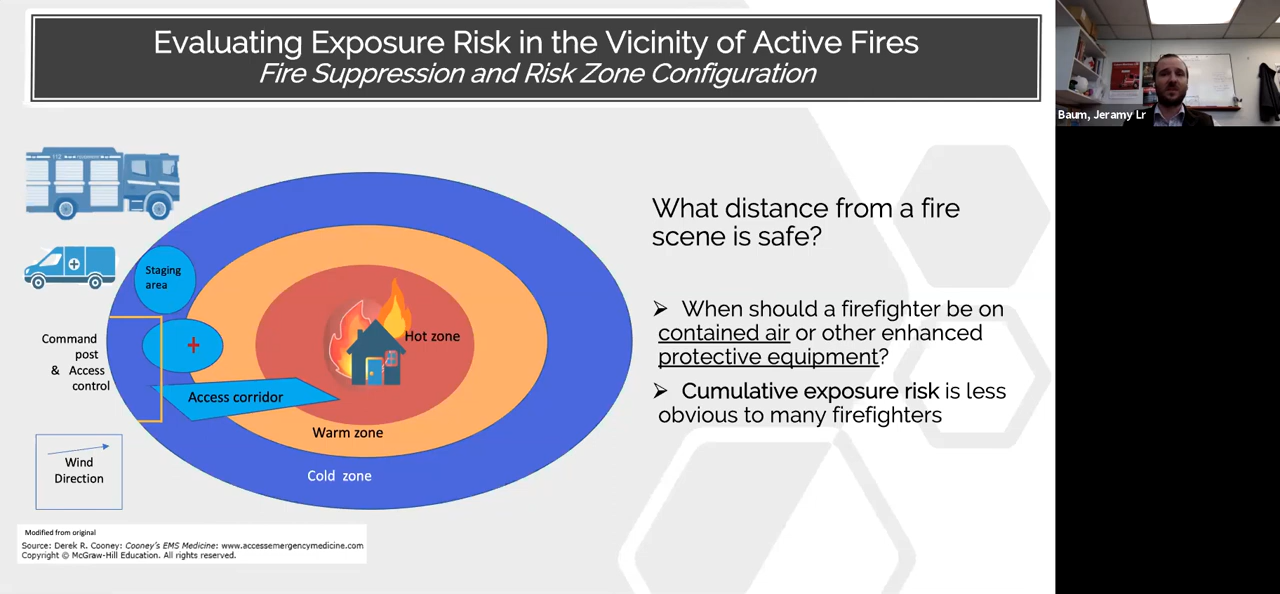 Evaluating Exposure Risk in the Vicinity of Active Fires
Fire Suppression and Risk Zone Configuration
Baum, Jeramy Lr
112
Staging
area
Command
post
& Access
control
+
Hot zone
Access corridor
Warm zone
Cold zone
Wind
Direction
What distance from a fire
scene is safe?
➢ When should a firefighter be on
contained air or other enhanced
protective equipment?
➢ Cumulative exposure risk is less
obvious to many firefighters
Modified from original
Source: Derek R. Cooney: Cooney's EMS Medicine: www.accessemergencymedicine.com
Copyright © McGraw-Hill Education. All rights reserved.